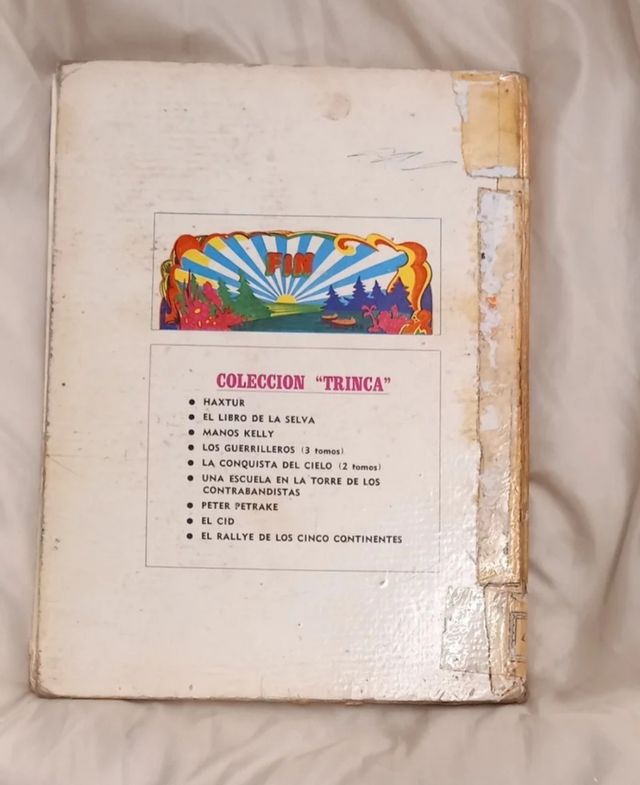 FIN
COLECCION "TRINCA"
● HAXTUR
● EL LIBRO DE LA SELVA
● MANOS KELLY
● LOS GUERRILLEROS (3 tomos)
● LA CONQUISTA DEL CIELO (2 tomos)
● UNA ESCUELA EN LA TORRE DE LOS
CONTRABANDISTAS
● PETER PETRAKE
● EL CID
● EL RALLYE DE LOS CINCO CONTINENTES